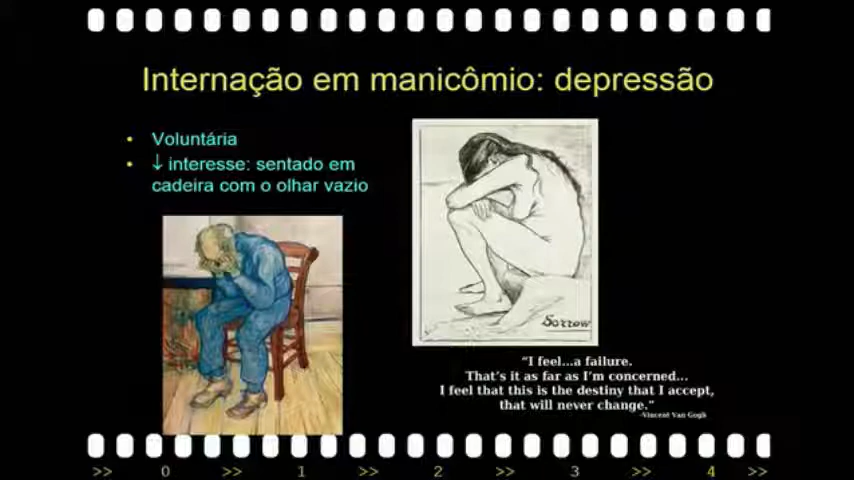 Internação em manicômio: depressão
• Voluntária
• ↓ interesse: sentado em
cadeira com o olhar vazio
Sorrow
"I feel...a failure.
That's it as far as I'm concerned...
I feel that this is the destiny that I accept,
that will never change."
-Vincent Van Gogh
>> 0 >> 1 >> 2 >> 3 >> 4 >>